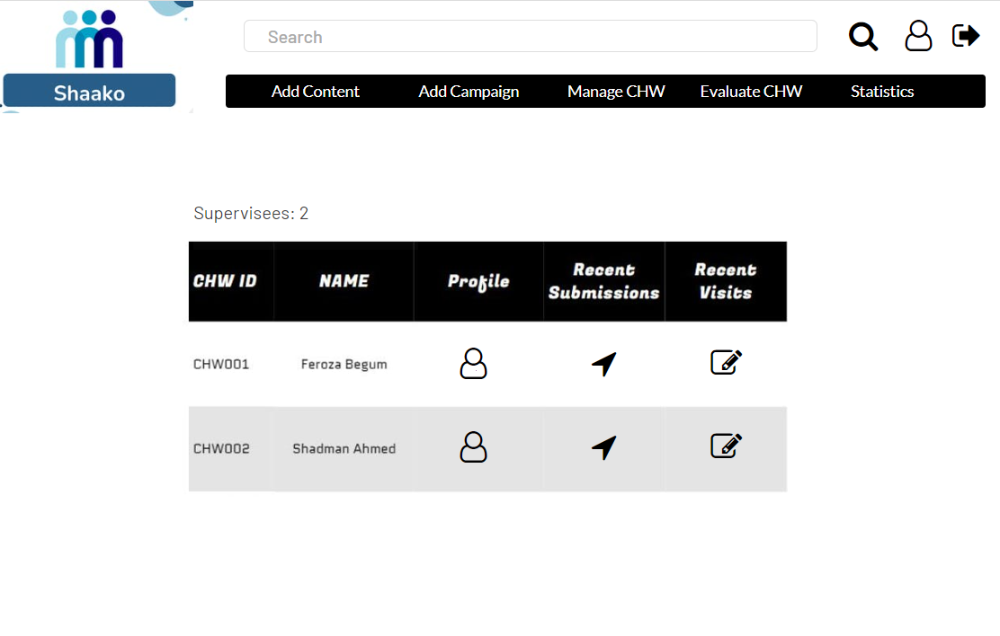 Search
Shaako
Add Content Add Campaign Manage CHW Evaluate CHW Statistics
Supervisees: 2
CHW ID NAME Profile Recent Submissions Recent Visits
CHW001 Feroza Begum
CHW002 Shadman Ahmed